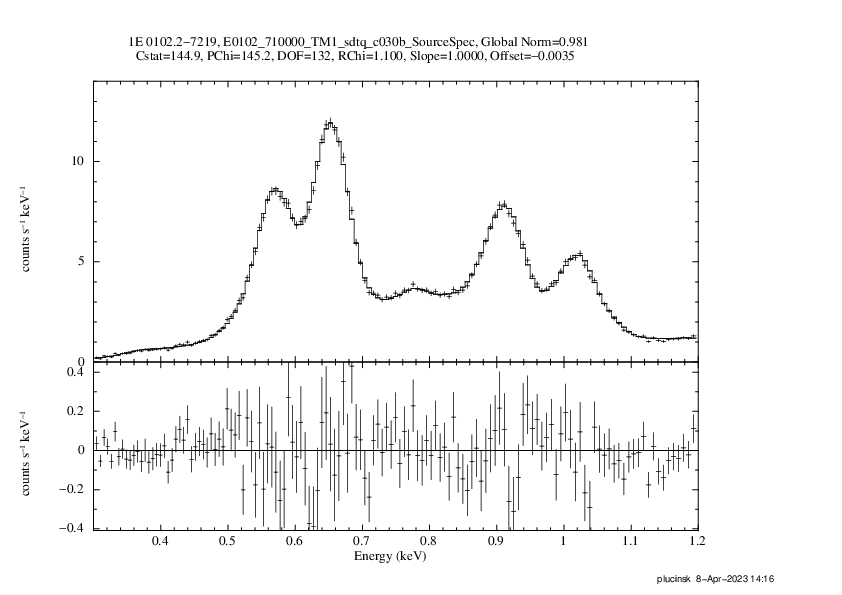 1E 0102.2−7219, E0102_710000_TM1_sdtq_c030b_SourceSpec, Global Norm=0.981
Cstat=144.9, PChi=145.2, DOF=132, RChi=1.100, Slope=1.0000, Offset=−0.0035
10
counts s⁻¹ keV⁻¹
5
0
0.4
0.2
counts s⁻¹ keV⁻¹
0
−0.2
−0.4
0.4 0.5 0.6 0.7 0.8 0.9 1 1.1 1.2
Energy (keV)
plucinsk 8−Apr−2023 14:16